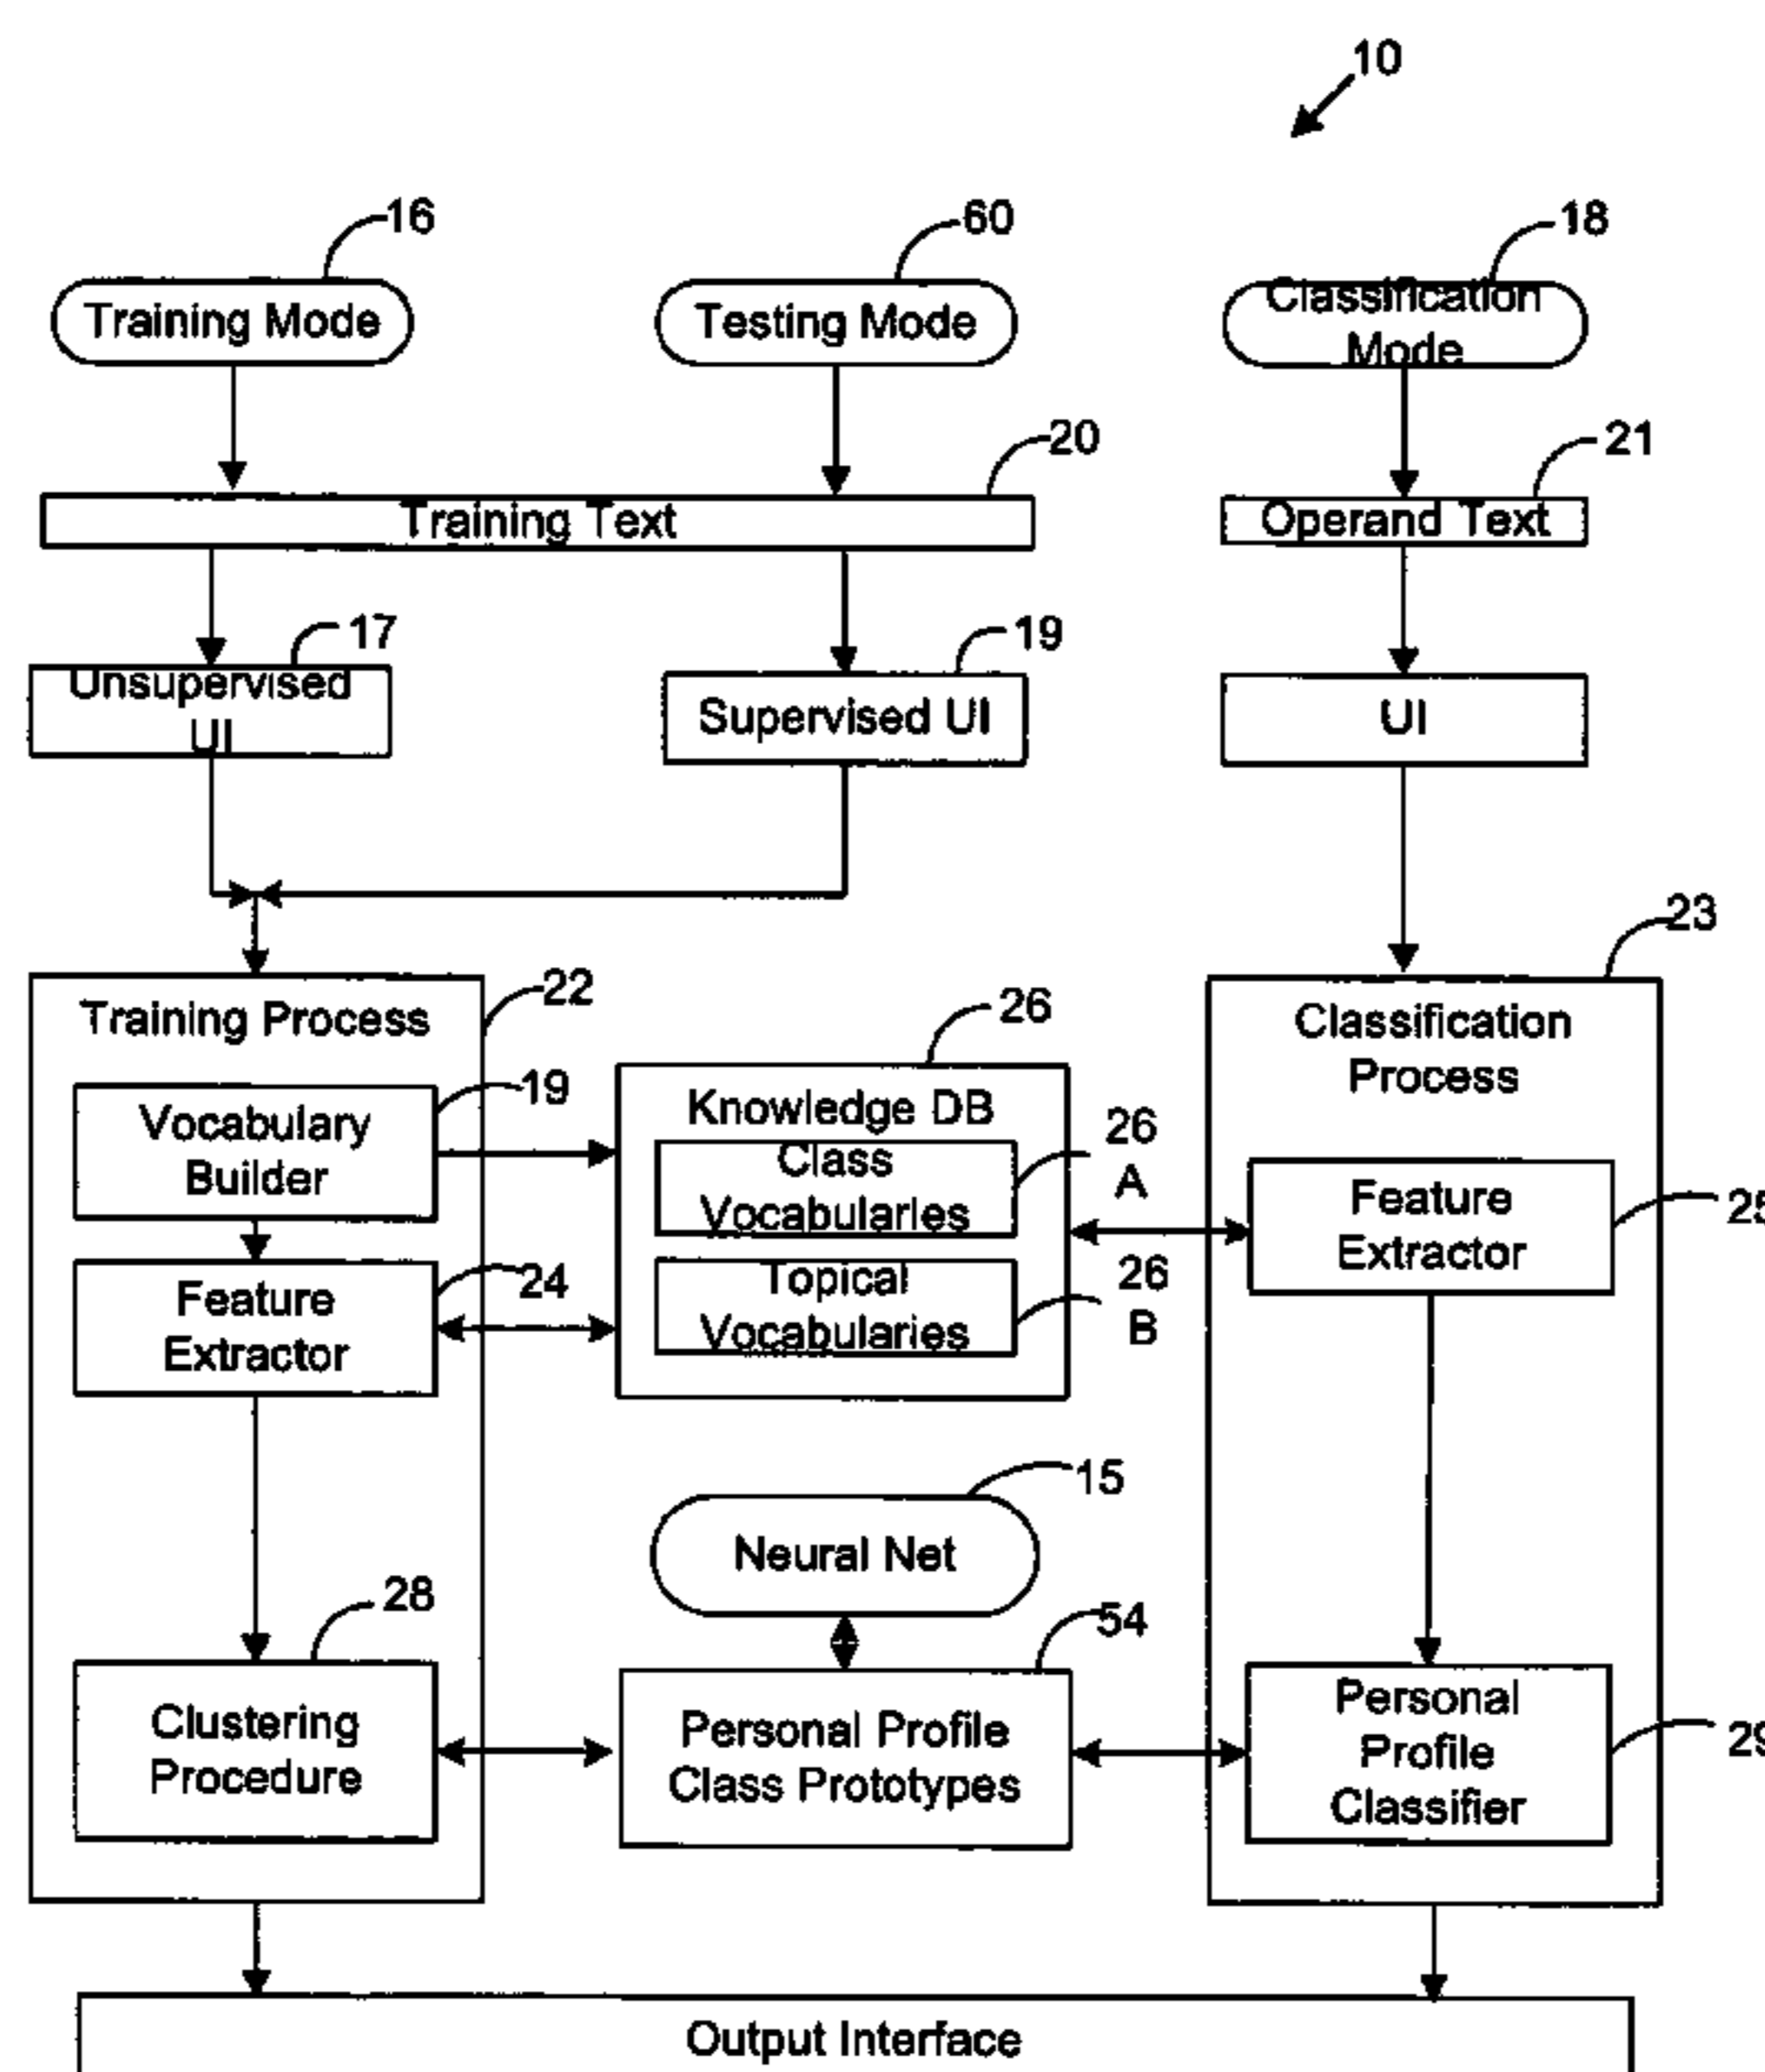 10
16
60
18
Training Mode
Testing Mode
Classification
Mode
20
21
Training Text
Operand Text
17
19
Unsupervised
UI
Supervised UI
UI
23
22
Training Process
26
Classification
Process
19
Vocabulary
Builder
Knowledge DB
26
A
Class
Vocabularies
Feature
Extractor
25
24
Feature
Extractor
26
B
Topical
Vocabularies
15
Neural Net
28
54
Clustering
Procedure
Personal Profile
Class Prototypes
Personal
Profile
Classifier
29
Output Interface